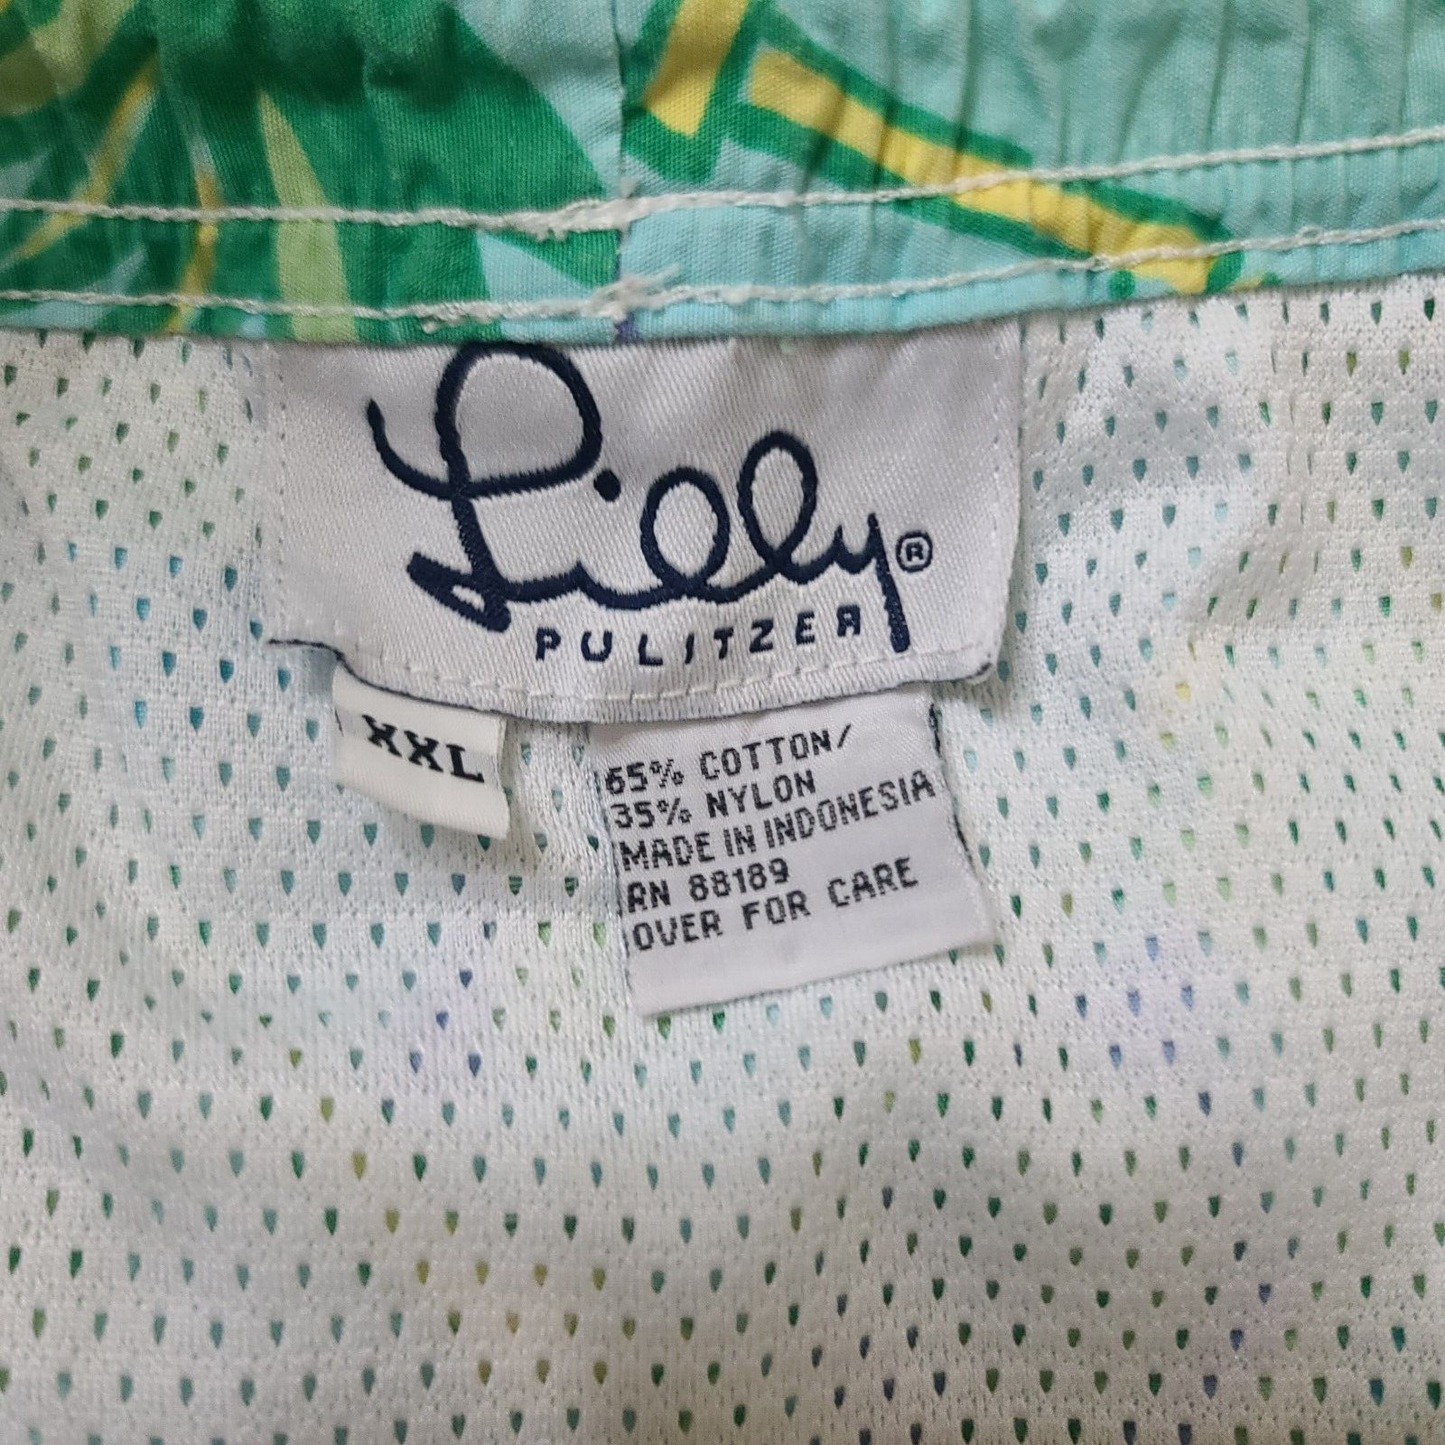 Lilly®
PULITZER
XXL
65% COTTON/
35% NYLON
MADE IN INDONESIA
RN 88189
OVER FOR CARE